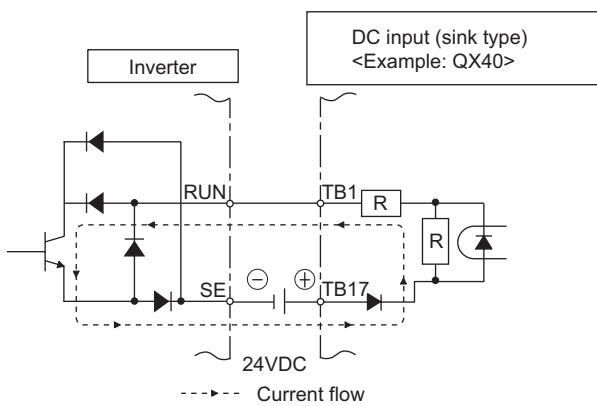 Inverter
DC input (sink type)
<Example: QX40>
RUN
TB1
R
R
SE
⊖
⊕
TB17
24VDC
Current flow